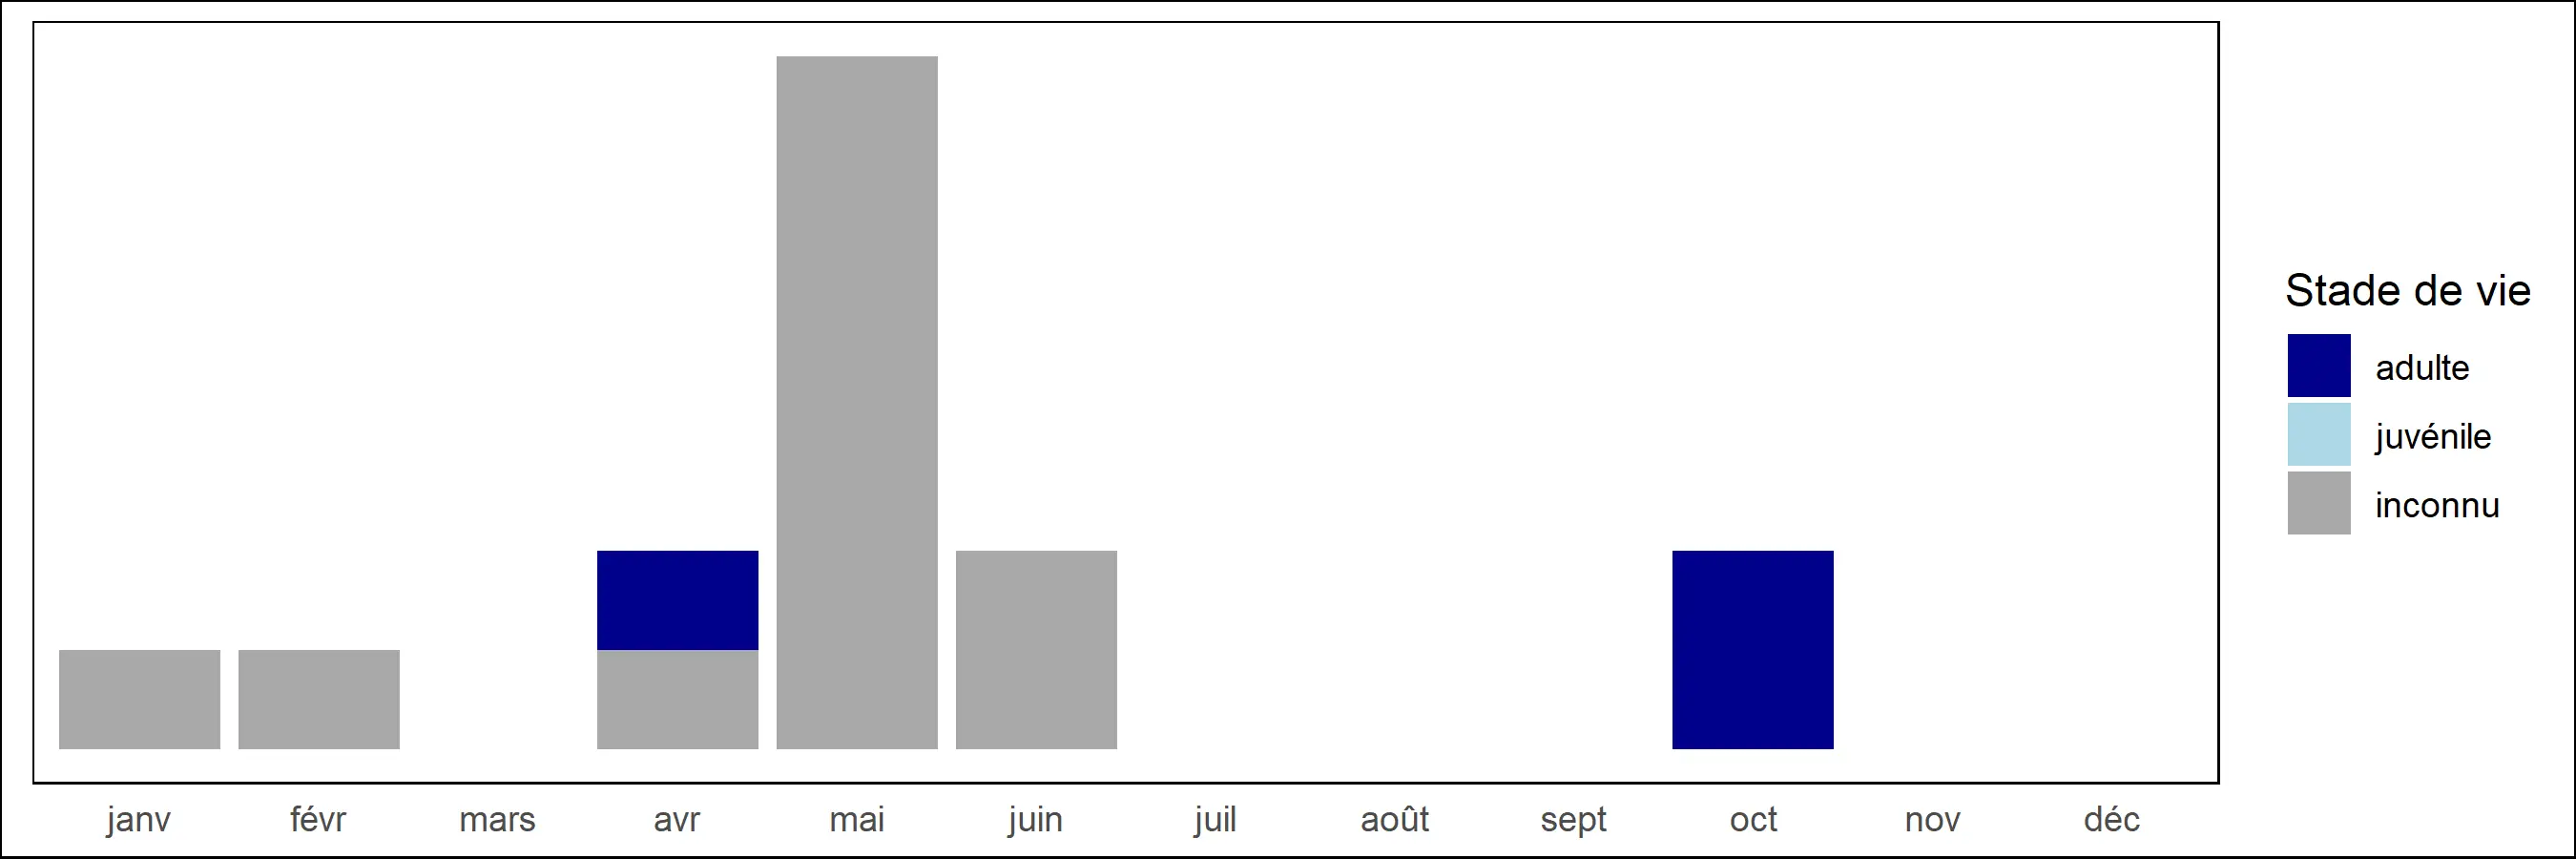 Stade de vie
adulte
juvénile
inconnu
janv févr mars avr mai juin juil août sept oct nov déc